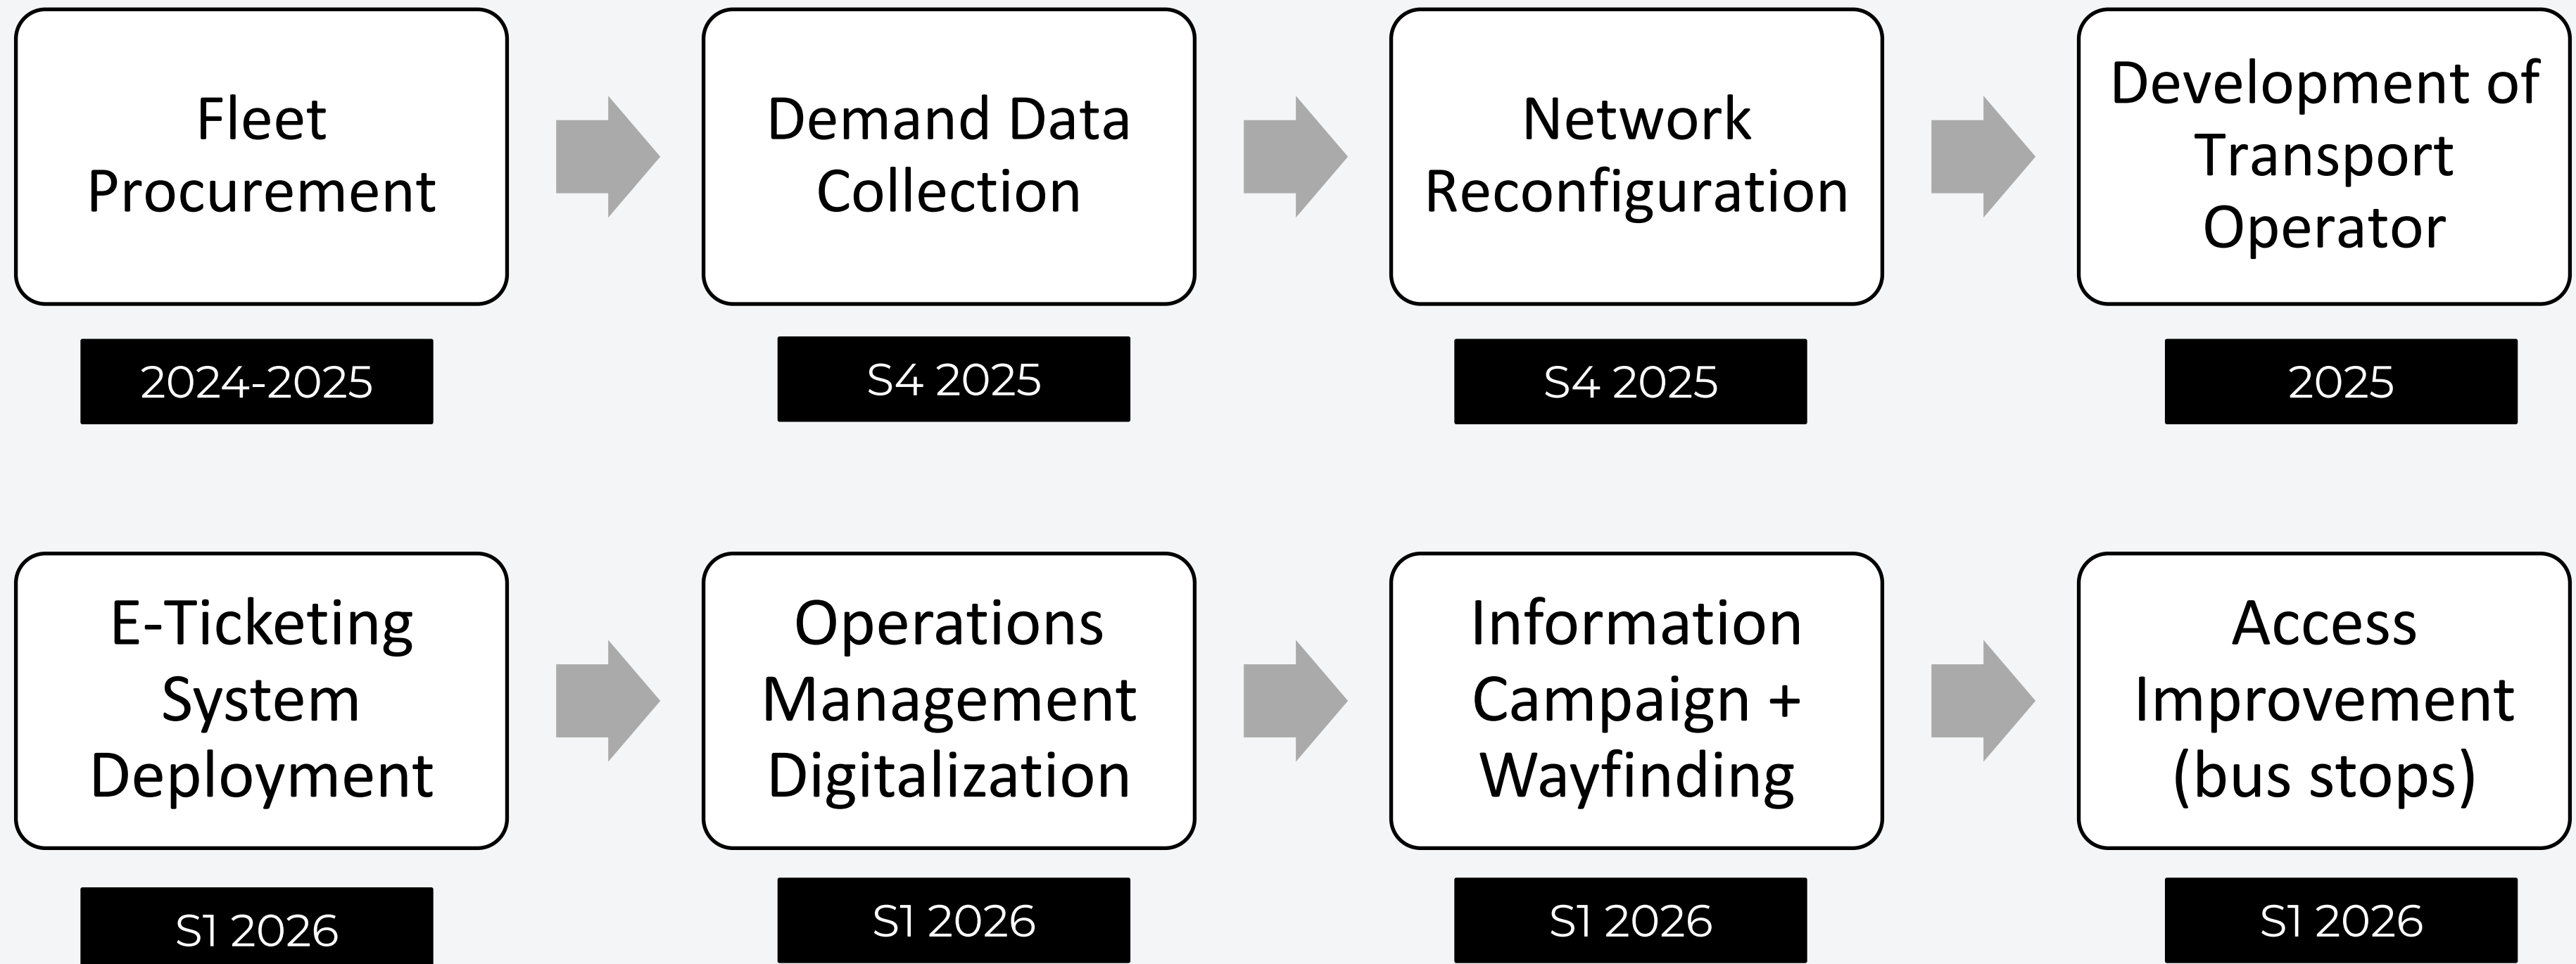 Fleet
Procurement
2024-2025
Demand Data
Collection
S4 2025
Network
Reconfiguration
S4 2025
Development of
Transport
Operator
2025
E-Ticketing
System
Deployment
S1 2026
Operations
Management
Digitalization
S1 2026
Information
Campaign +
Wayfinding
S1 2026
Access
Improvement
(bus stops)
S1 2026